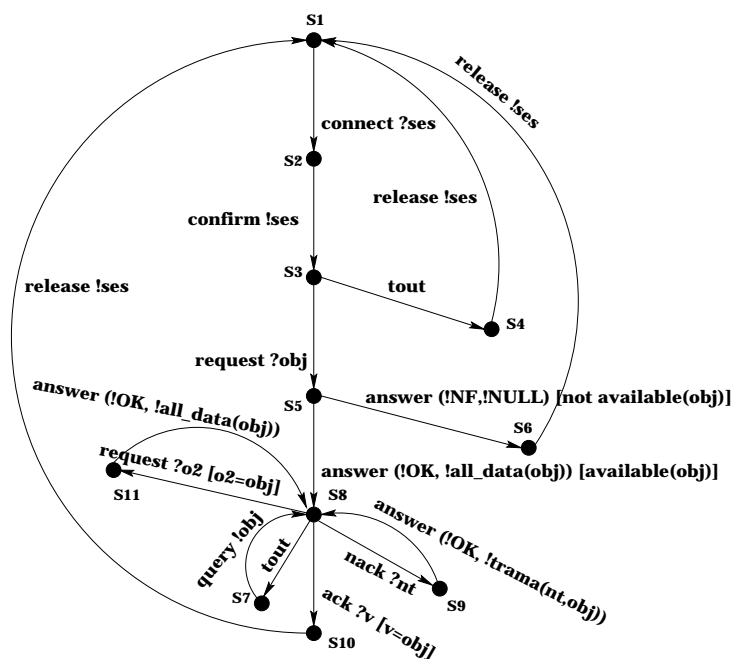 S1
release !ses
connect ?ses
S2
release !ses
confirm !ses
S3
tout
release !ses
S4
request ?obj
answer (!OK, !all_data(obj))
answer (!NF,!NULL) [not available(obj)]
S5
S6
request ?o2 [o2=obj]
answer (!OK, !all_data(obj)) [available(obj)]
S11
S8
answer (!OK, !trama(nt,obj))
query !obj
tout
nack ?nt
S7
S9
ack ?v [v=obj]
S10